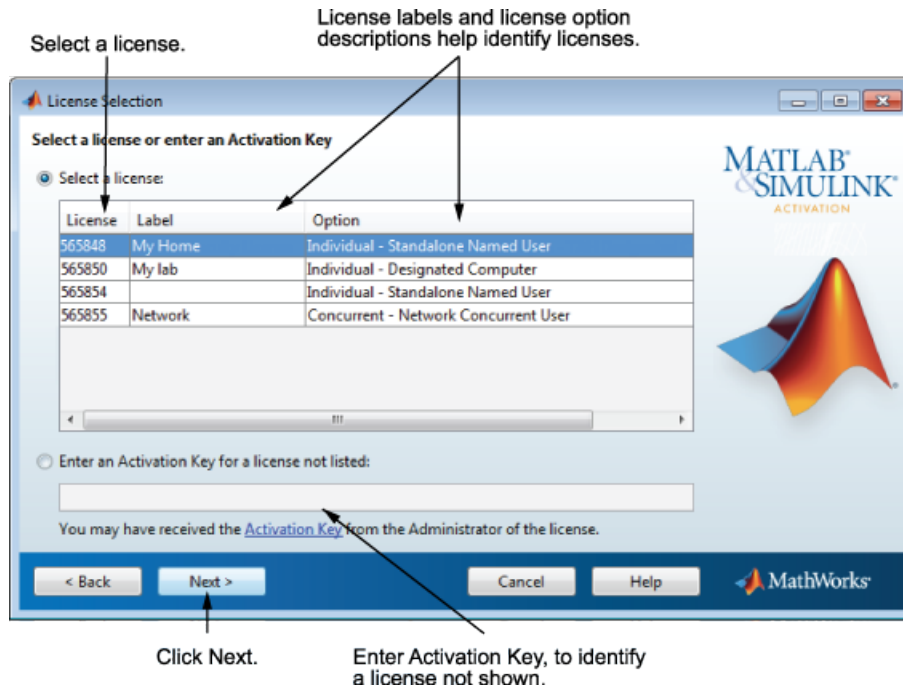 License labels and license option
descriptions help identify licenses.
Select a license.
License Selection
Select a license or enter an Activation Key
Select a license:
License Label Option
565848 My Home Individual - Standalone Named User
565850 My lab Individual - Designated Computer
565854 Individual - Standalone Named User
565855 Network Concurrent - Network Concurrent User
MATLAB®
&SIMULINK®
ACTIVATION
Enter an Activation Key for a license not listed:
You may have received the Activation Key from the Administrator of the license.
< Back Next > Cancel Help MathWorks®
Click Next.
Enter Activation Key, to identify
a license not shown.